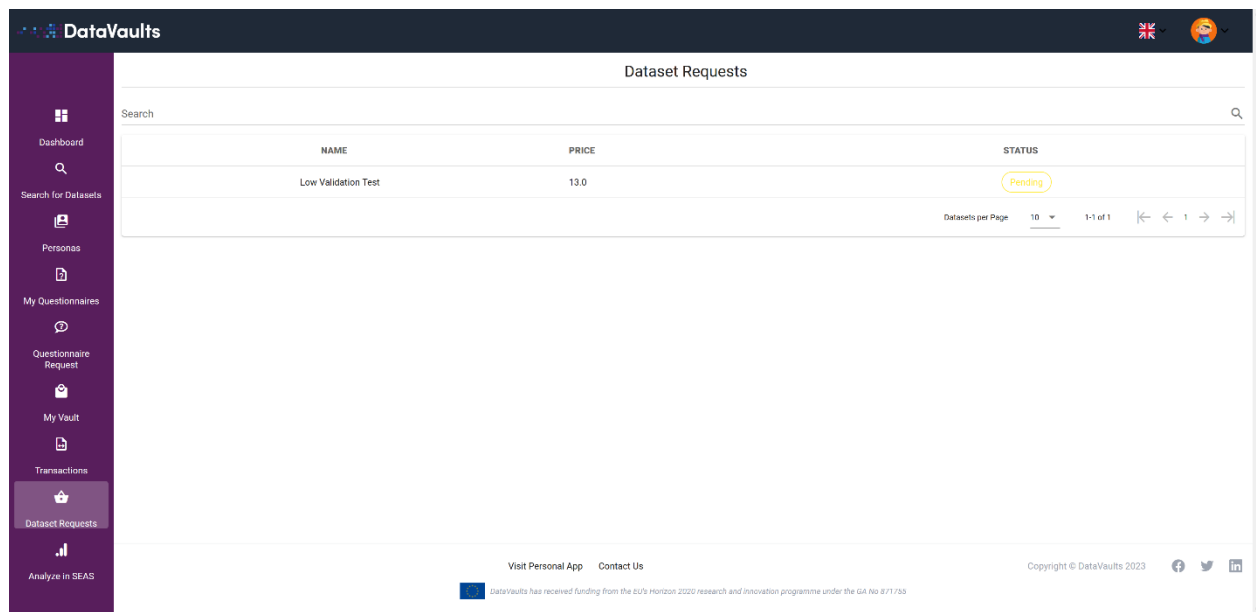 DataVaults
Dataset Requests
Search
NAME PRICE STATUS
Low Validation Test 13.0 Pending
Datasets per Page 10 1-1 of 1 1
Dashboard
Search for Datasets
Personas
My Questionnaires
Questionnaire
Request
My Vault
Transactions
Dataset Requests
Analyze in SEAS
Visit Personal App Contact Us Copyright © DataVaults 2023
DataVaults has received funding from the EU's Horizon 2020 research and innovation programme under the GA No 871755